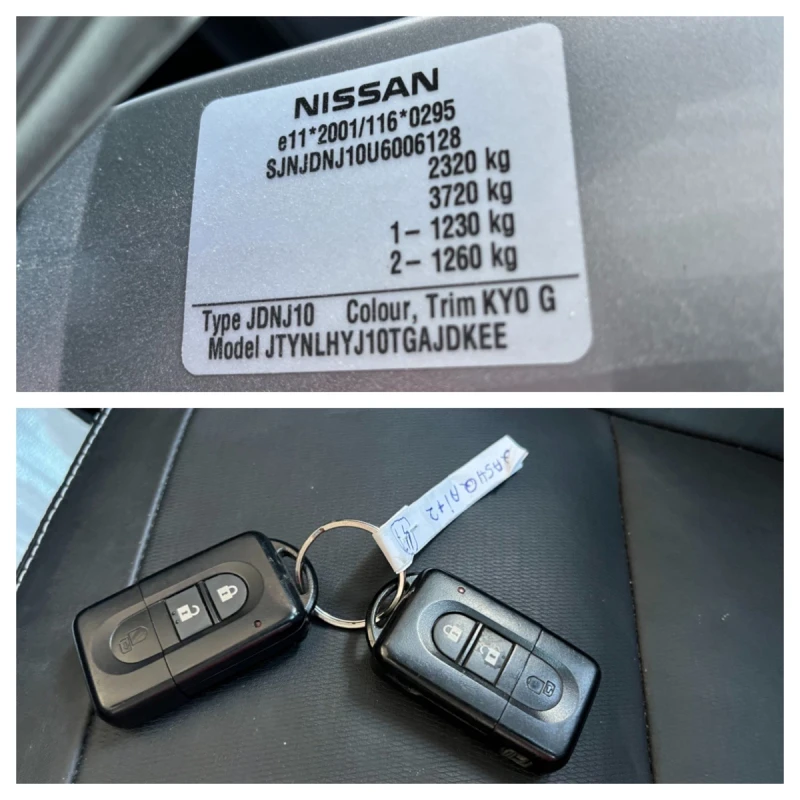 NISSAN
e11*2001/116*0295
SJNJDNJ10U6006128
2320 kg
3720 kg
1– 1230 kg
2– 1260 kg
Type JDNJ10 Colour, Trim KY0 G
Model JTYNLHYJ10TGAJDKEE